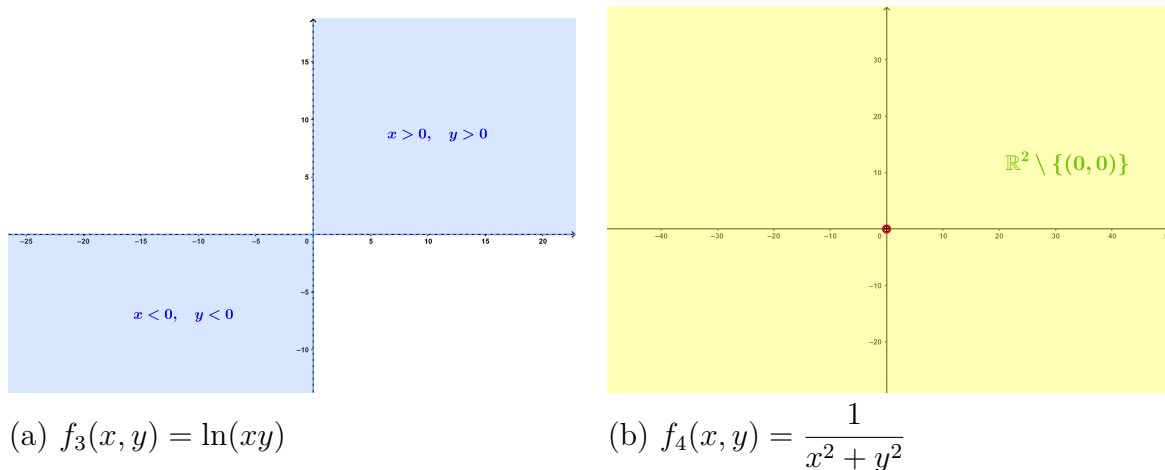 15
10
x > 0, y > 0
5
−25 −20 −15 −10 −5 0 5 10 15 20
−5
x < 0, y < 0
−10
(a) f₃(x, y) = ln(xy)
30
20
ℝ² \ {(0, 0)}
10
−40 −30 −20 −10 0 10 20 30 40 50
−10
−20
(b) f₄(x, y) = 1/(x² + y²)